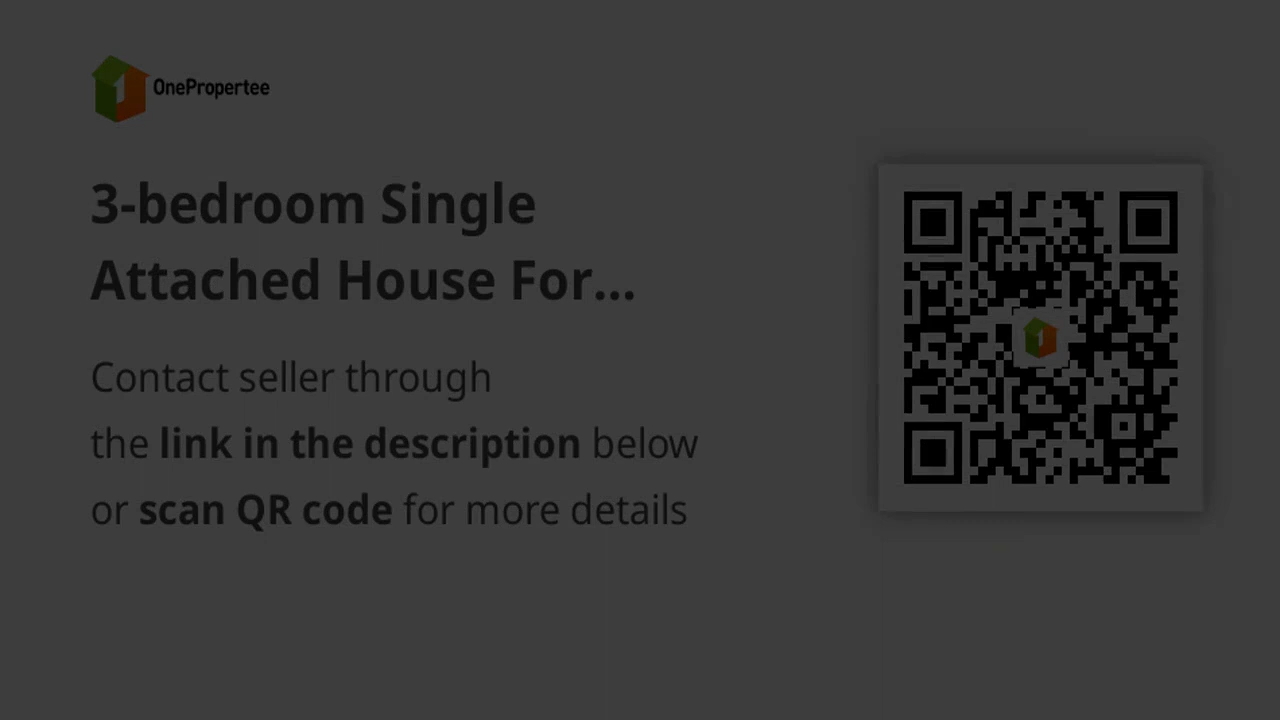 OnePropertee
3-bedroom Single
Attached House For...
Contact seller through
the link in the description below
or scan QR code for more details